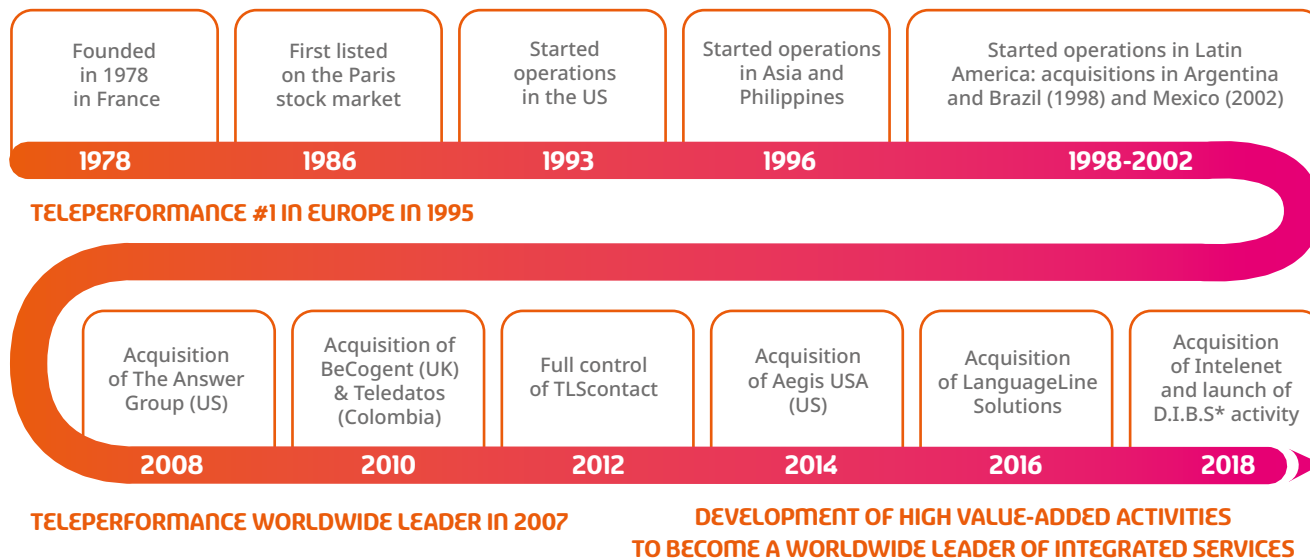 Founded
in 1978
in France
First listed
on the Paris
stock market
Started
operations
in the US
Started operations
in Asia and
Philippines
Started operations in Latin
America: acquisitions in Argentina
and Brazil (1998) and Mexico (2002)
1978
1986
1993
1996
1998-2002
TELEPERFORMANCE #1 IN EUROPE IN 1995
Acquisition
of The Answer
Group (US)
Acquisition of
BeCogent (UK)
& Teledatos
(Colombia)
Full control
of TLScontact
Acquisition
of Aegis USA
(US)
Acquisition
of LanguageLine
Solutions
Acquisition
of Intelenet
and launch of
D.I.B.S* activity
2008
2010
2012
2014
2016
2018
TELEPERFORMANCE WORLDWIDE LEADER IN 2007
DEVELOPMENT OF HIGH VALUE-ADDED ACTIVITIES
TO BECOME A WORLDWIDE LEADER OF INTEGRATED SERVICES